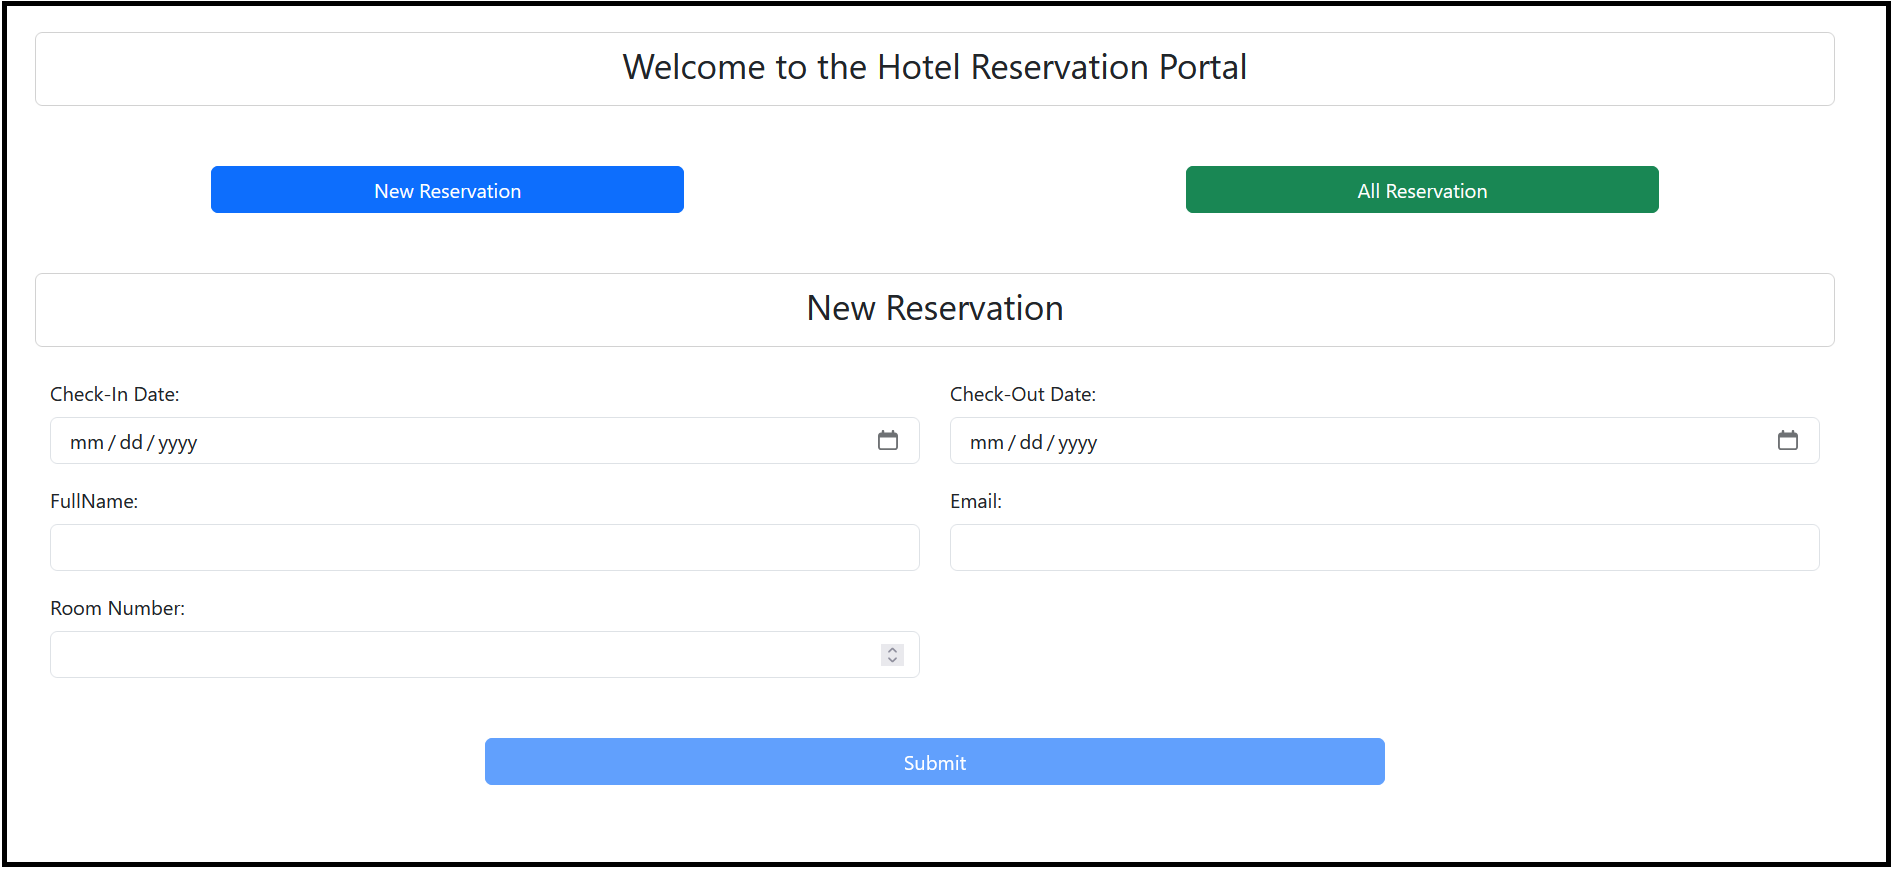 Welcome to the Hotel Reservation Portal
New Reservation
All Reservation
New Reservation
Check-In Date:
Check-Out Date:
mm/dd/yyyy
mm/dd/yyyy
FullName:
Email:
Room Number:
Submit